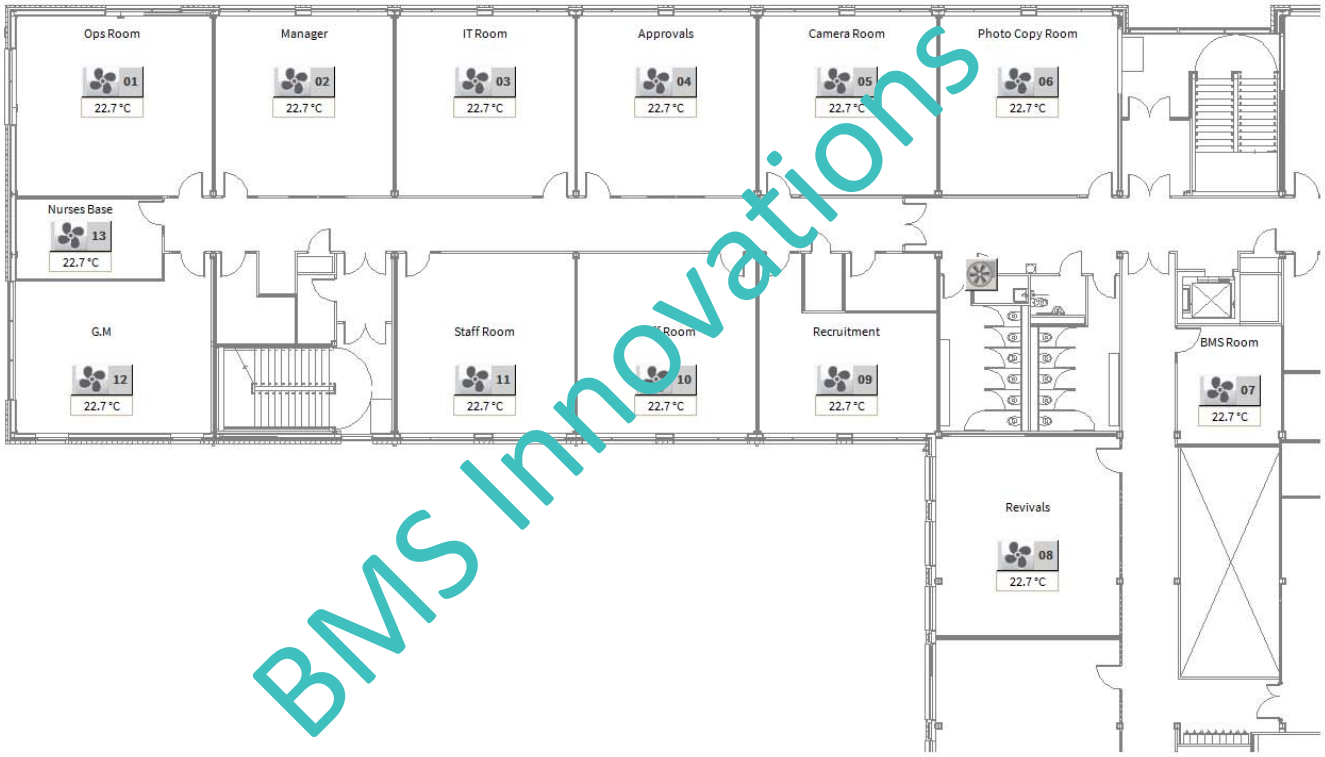 Ops Room
01
22.7 °C
Manager
02
22.7 °C
IT Room
03
22.7 °C
Approvals
04
22.7 °C
Camera Room
05
22.7 °C
Photo Copy Room
06
22.7 °C
Nurses Base
13
22.7 °C
G.M
12
22.7 °C
Staff Room
11
22.7 °C
Room
10
22.7 °C
Recruitment
09
22.7 °C
BMS Room
07
22.7 °C
Revivals
08
22.7 °C
BMS Innovations